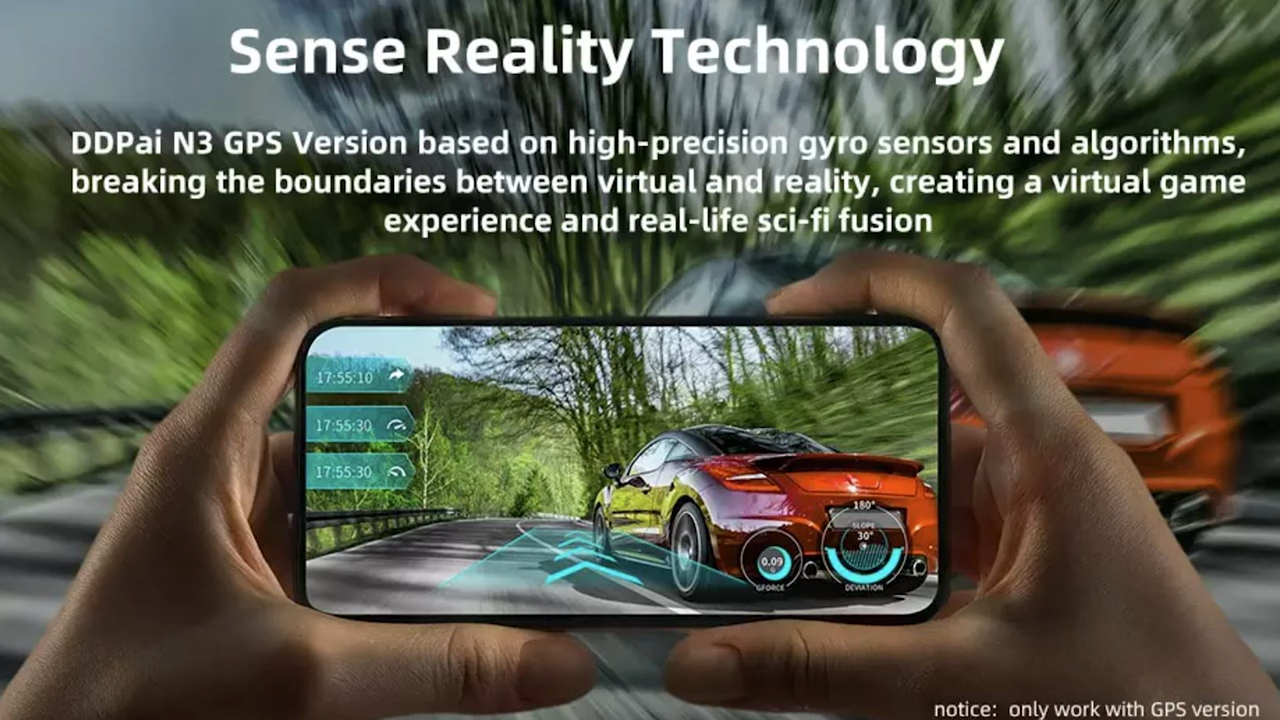 Sense Reality Technology
DDPai N3 GPS Version based on high-precision gyro sensors and algorithms,
breaking the boundaries between virtual and reality, creating a virtual game
experience and real-life sci-fi fusion
17:55:10
17:55:30
17:55:30
180°
SLOPE
30°
0.09
G
GFORCE
DEVIATION
notice: only work with GPS version